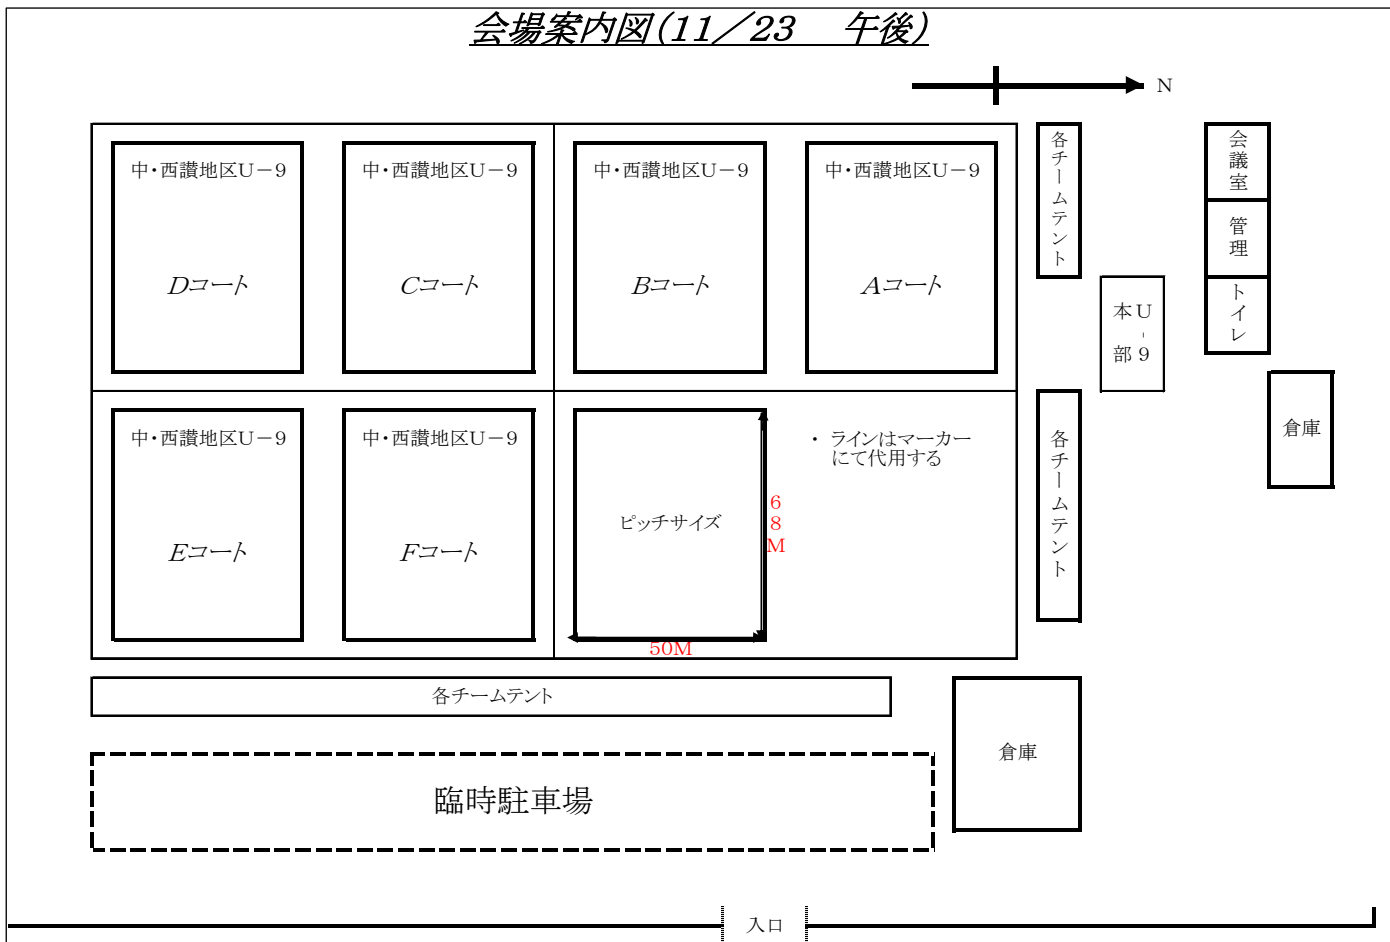 会場案内図(11／23　午後)
N
各チームテント
会議室
管理
トイレ
中・西讃地区U－9
Dコート
中・西讃地区U－9
Cコート
中・西讃地区U－9
Bコート
中・西讃地区U－9
Aコート
U-9
本部
倉庫
中・西讃地区U－9
Eコート
中・西讃地区U－9
Fコート
ピッチサイズ
68M
50M
・ ラインはマーカー
にて代用する
各チームテント
各チームテント
倉庫
臨時駐車場
入口